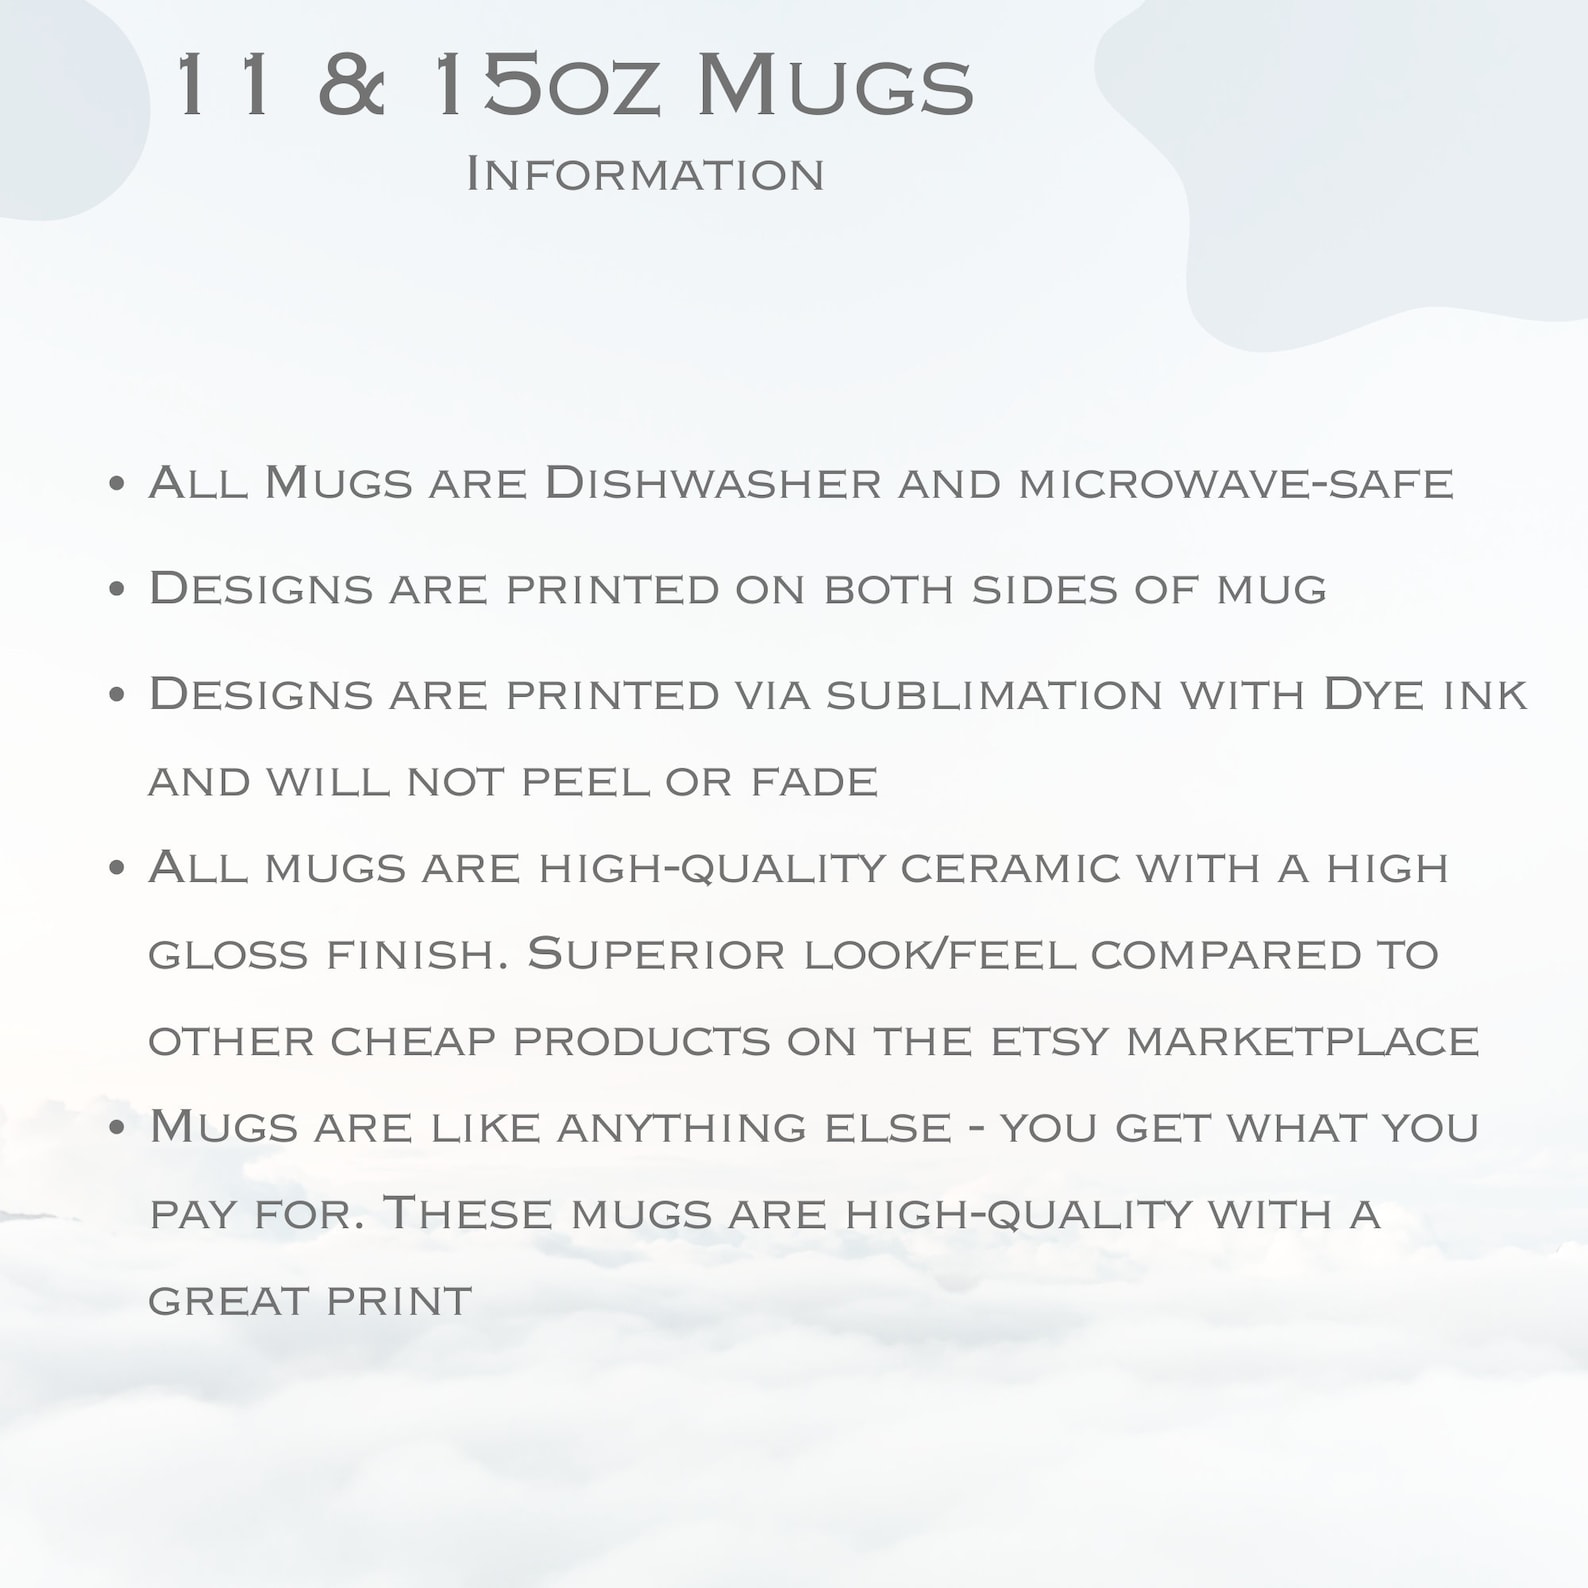 11 & 15oz Mugs
Information
• All Mugs are Dishwasher and microwave-safe
• Designs are printed on both sides of mug
• Designs are printed via sublimation with Dye ink
and will not peel or fade
• All mugs are high-quality ceramic with a high
gloss finish. Superior look/feel compared to
other cheap products on the etsy marketplace
• Mugs are like anything else - you get what you
pay for. These mugs are high-quality with a
great print